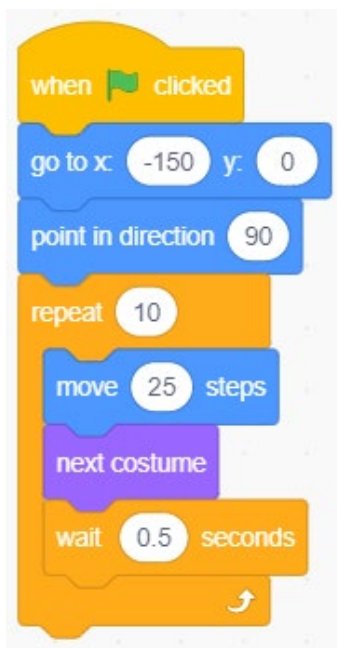 when clicked
go to x: -150 y: 0
point in direction 90
repeat 10
move 25 steps
next costume
wait 0.5 seconds